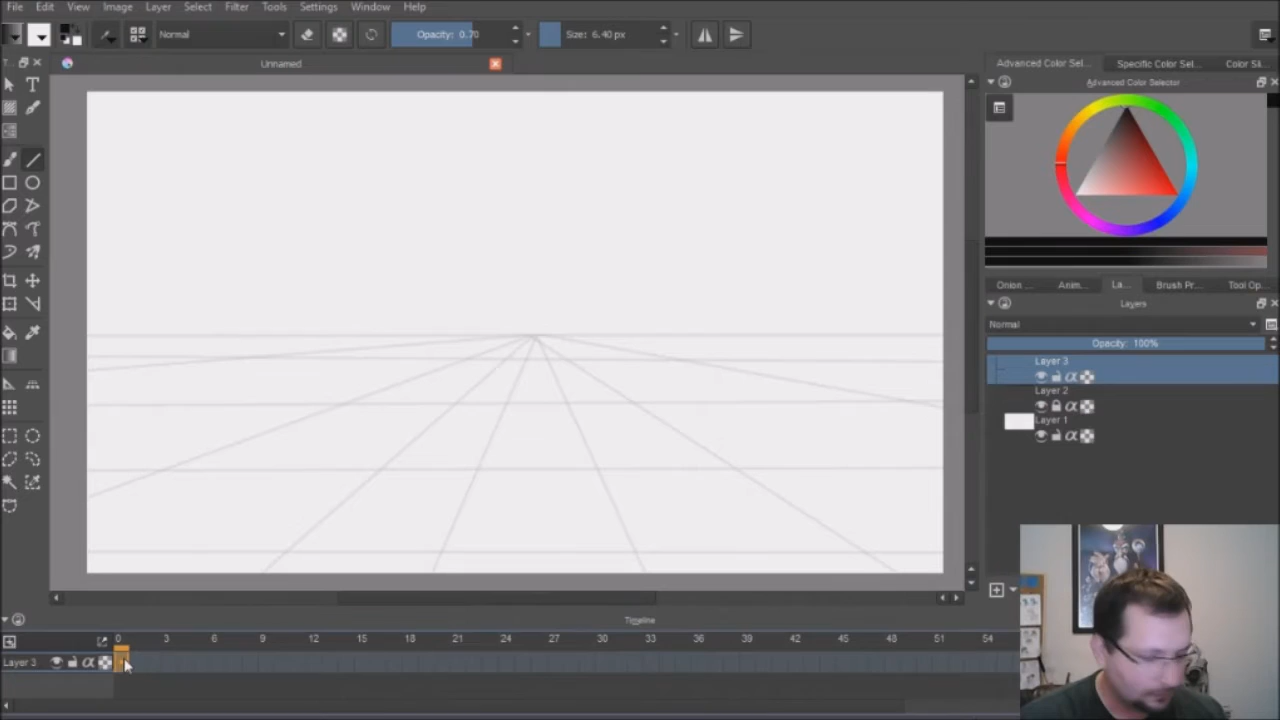 File Edit View Image Layer Select Filter Tools Settings Window Help
Normal Opacity: 0.70 Size: 6.40 px
Unnamed
T...
Advanced Color Sel... Specific Color Sel... Color Sli...
Advanced Color Selector
Onion ... Anim... La... Brush Pr... Tool Op...
Layers
Normal
Opacity: 100%
Layer 3
Layer 2
Layer 1
Timeline
0 3 6 9 12 15 18 21 24 27 30 33 36 39 42 45 48 51 54
Layer 3